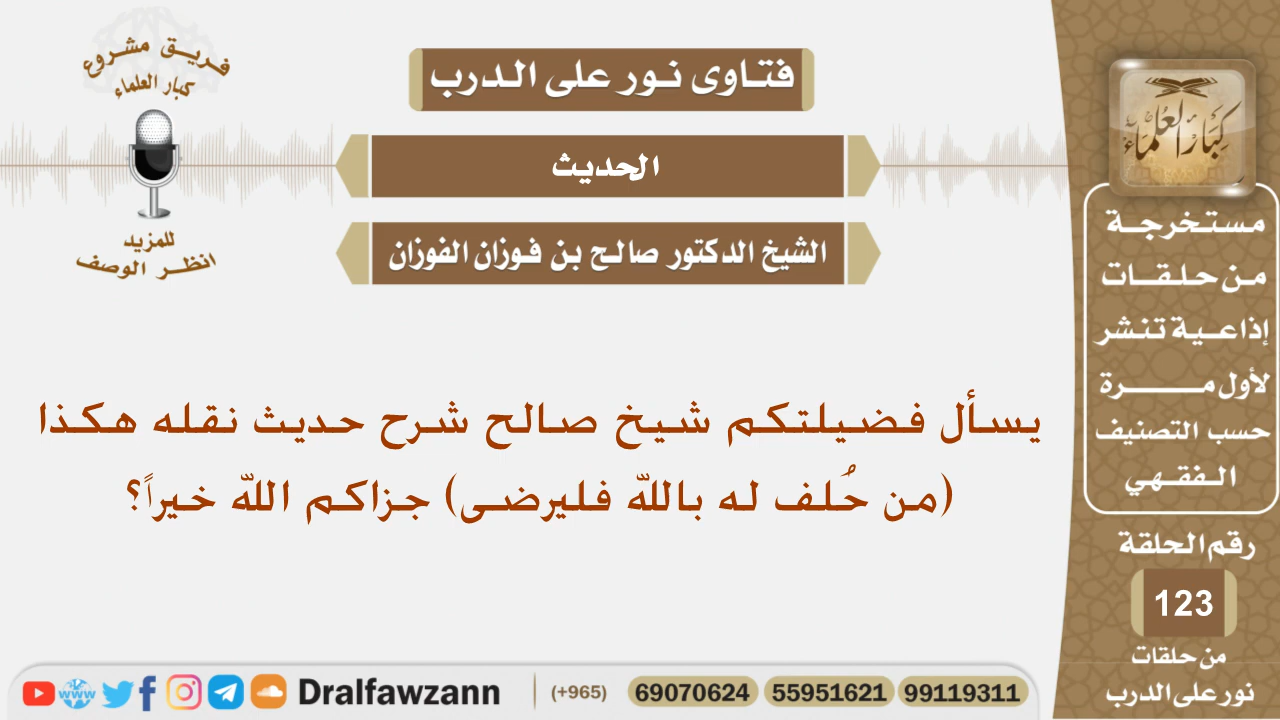 فريق مشروع
كبار العلماء
للمزيد
انظر الوصف
فتاوى نور على الدرب
الحديث
الشيخ الدكتور صالح بن فوزان الفوزان
يسأل فضيلتكم شيخ صالح شرح حديث نقله هكذا
(من حُلف له بالله فليرضى) جزاكم الله خيراً؟
كبار العلماء
مستخرجة
من حلقات
إذاعية تنشر
لأول مرة
حسب التصنيف
الفقهي
رقم الحلقة
123
من حلقات
نور على الدرب
www
Dralfawzann
(+965) 69070624 55951621 99119311